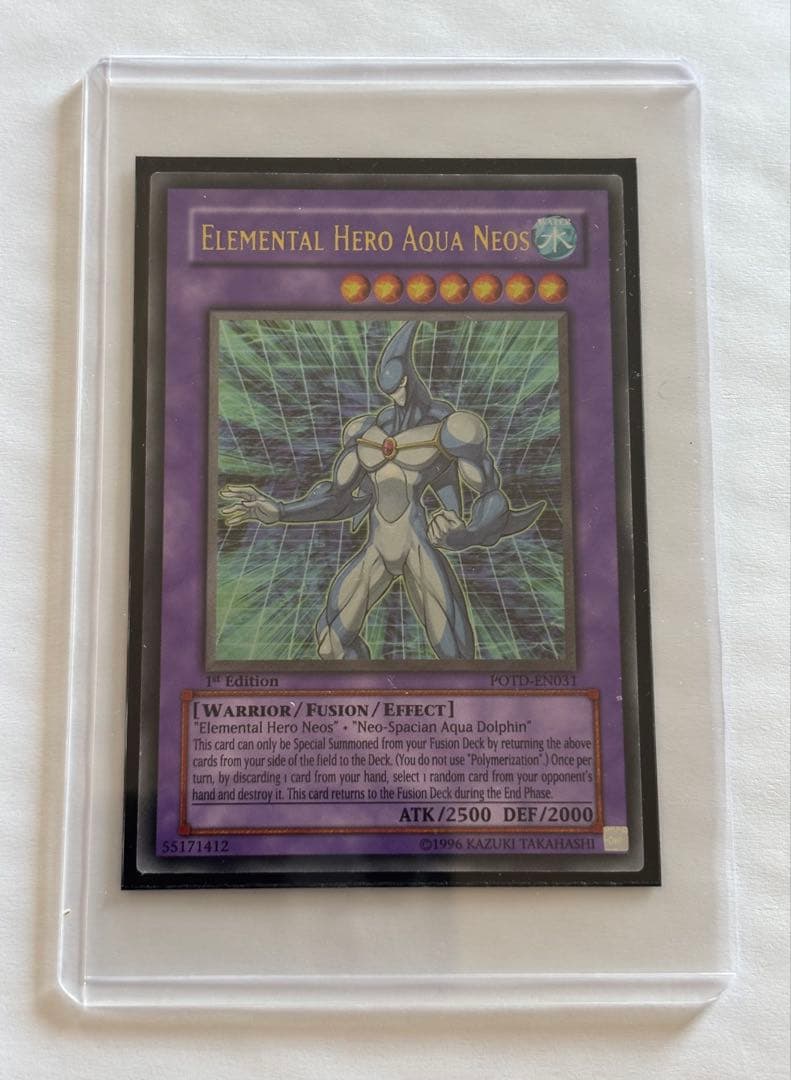 ELEMENTAL HERO AQUA NEOS
WATER
水
1st Edition POTD-EN031
[WARRIOR/FUSION/EFFECT]
"Elemental Hero Neos" + "Neo-Spacian Aqua Dolphin"
This card can only be Special Summoned from your Fusion Deck by returning the above
cards from your side of the field to the Deck. (You do not use "Polymerization".) Once per
turn, by discarding 1 card from your hand, select 1 random card from your opponent's
hand and destroy it. This card returns to the Fusion Deck during the End Phase.
ATK/2500 DEF/2000
55171412 ©1996 KAZUKI TAKAHASHI